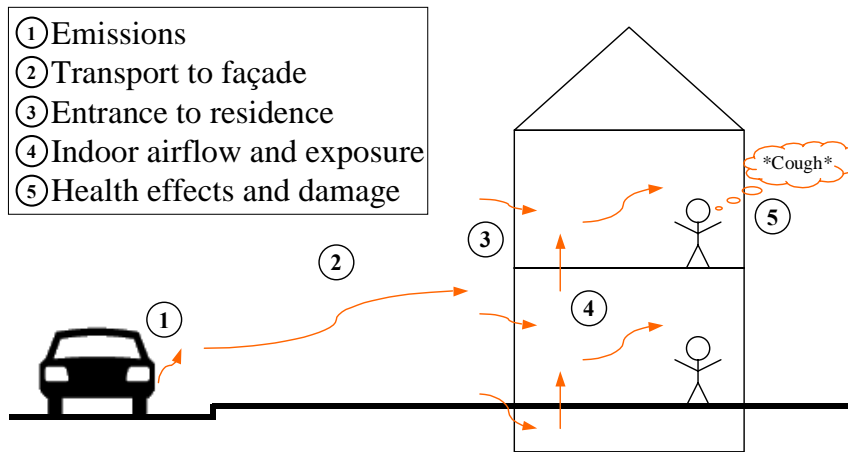 1 Emissions
2 Transport to façade
3 Entrance to residence
4 Indoor airflow and exposure
5 Health effects and damage
*Cough*
5
3
2
4
1